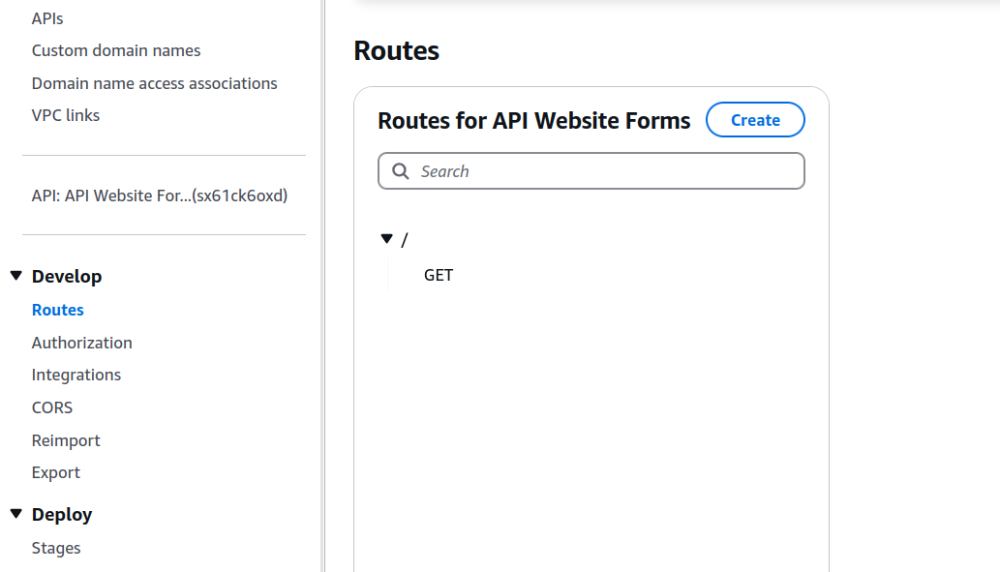 APIs
Custom domain names
Domain name access associations
VPC links
API: API Website For...(sx61ck6oxd)
Develop
Routes
Authorization
Integrations
CORS
Reimport
Export
Deploy
Stages
Routes
Routes for API Website Forms
Create
Search
/
GET